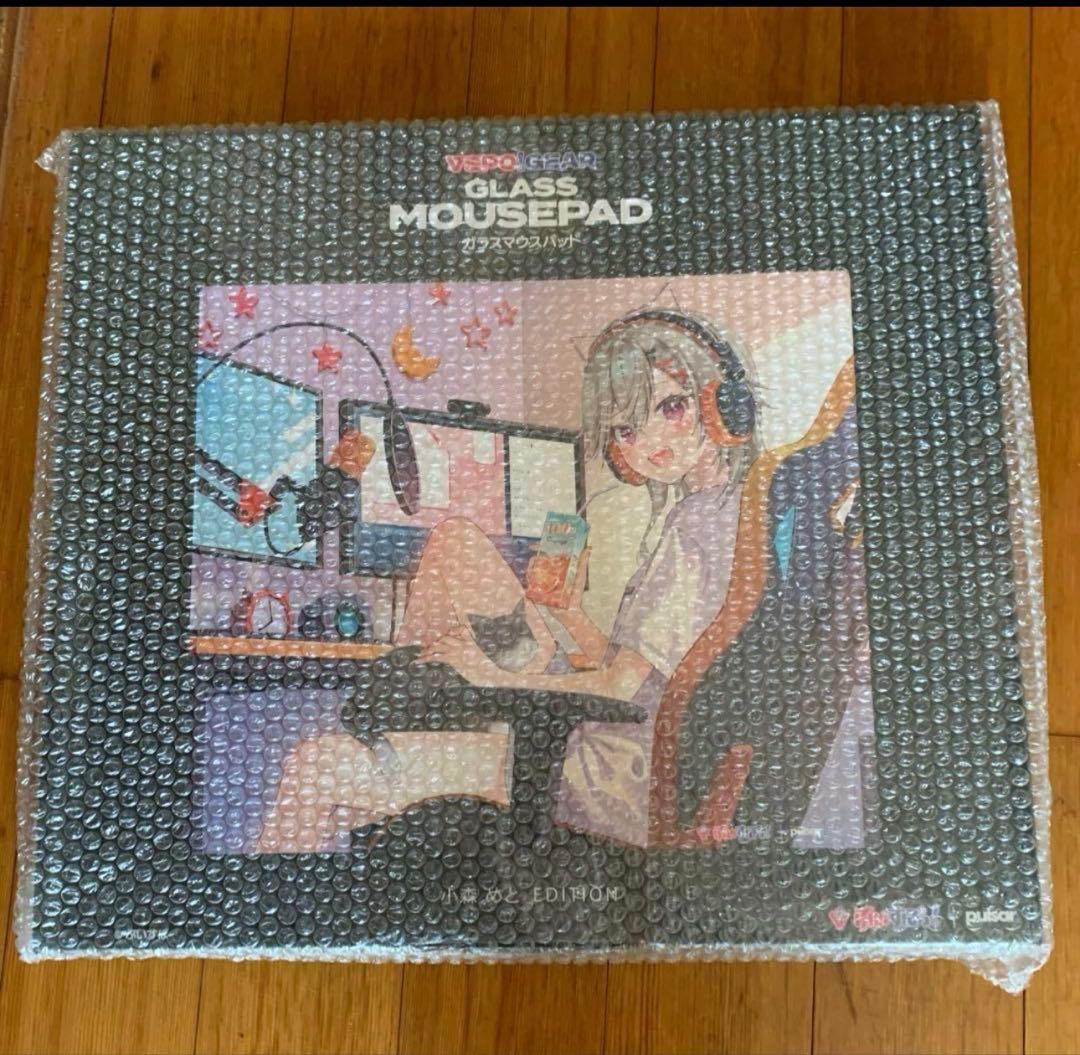 VSPO!GEAR
GLASS
MOUSEPAD
ガラスマウスパッド
100%
小森 めと EDITION
pulsar